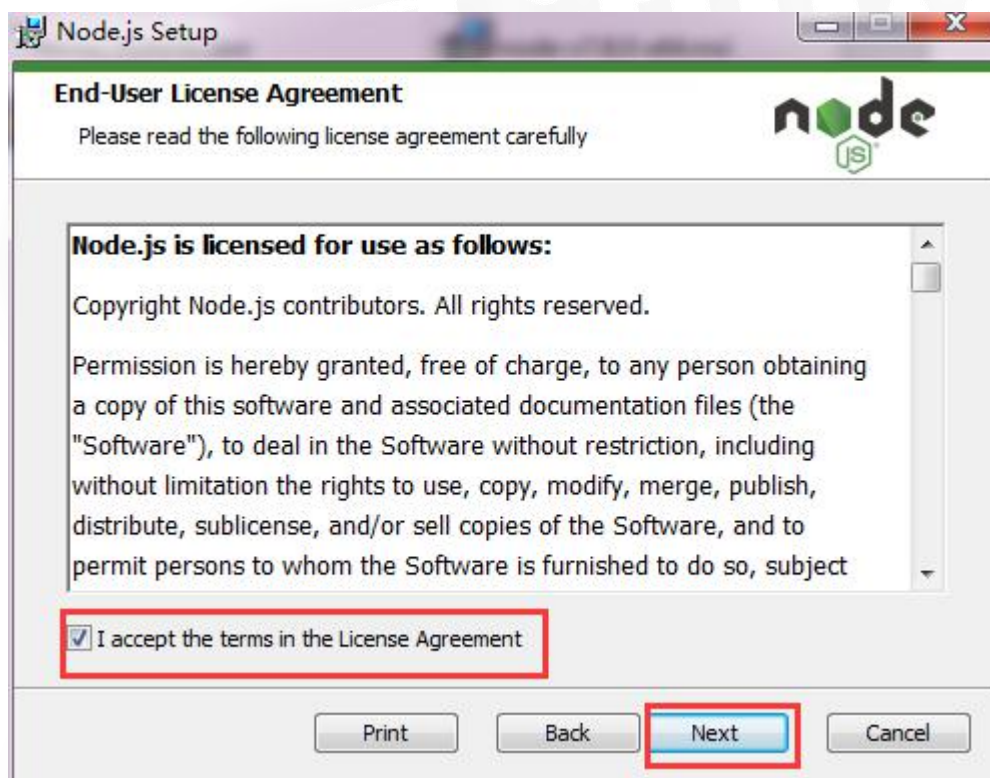 Node.js Setup
End-User License Agreement
Please read the following license agreement carefully
node
JS
Node.js is licensed for use as follows:
Copyright Node.js contributors. All rights reserved.
Permission is hereby granted, free of charge, to any person obtaining
a copy of this software and associated documentation files (the
"Software"), to deal in the Software without restriction, including
without limitation the rights to use, copy, modify, merge, publish,
distribute, sublicense, and/or sell copies of the Software, and to
permit persons to whom the Software is furnished to do so, subject
I accept the terms in the License Agreement
Print Back Next Cancel